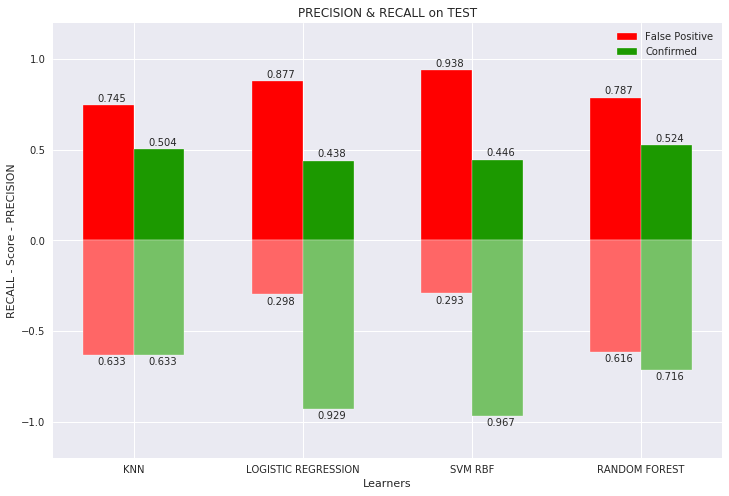 PRECISION & RECALL on TEST
False Positive
Confirmed
RECALL - Score - PRECISION
1.0
0.5
0.0
−0.5
−1.0
0.745
0.504
0.877
0.438
0.938
0.446
0.787
0.524
0.633
0.633
0.298
0.929
0.293
0.967
0.616
0.716
KNN
LOGISTIC REGRESSION
SVM RBF
RANDOM FOREST
Learners